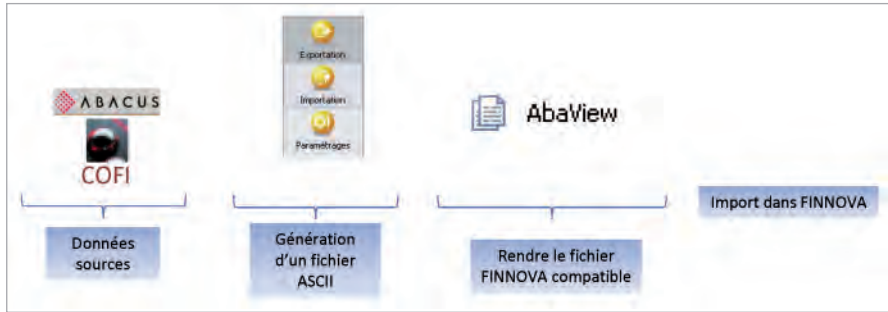 ABACUS
COFI
Données
sources
Exportation
Importation
Paramétrages
Génération
d'un fichier
ASCII
AbaView
Rendre le fichier
FINNOVA compatible
Import dans FINNOVA